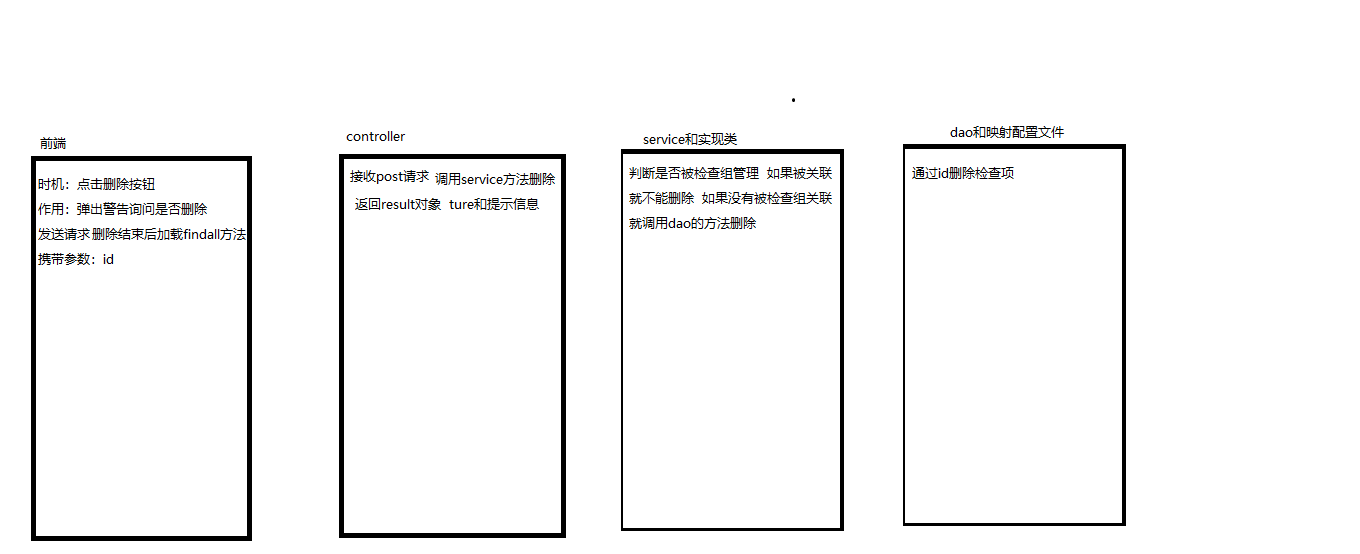 前端
时机：点击删除按钮
作用：弹出警告询问是否删除
发送请求 删除结束后加载findall方法
携带参数：id
controller
接收post请求 调用service方法删除
返回result对象 ture和提示信息
service和实现类
判断是否被检查组管理 如果被关联
就不能删除 如果没有被检查组关联
就调用dao的方法删除
dao和映射配置文件
通过id删除检查项